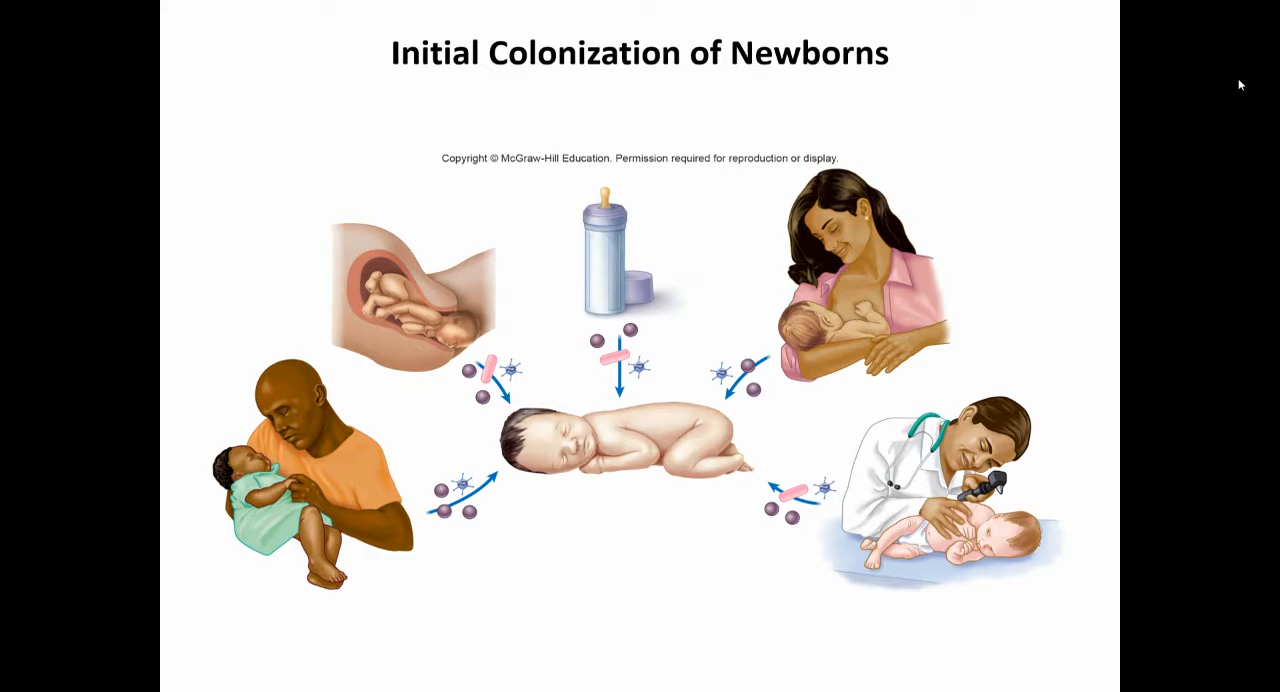 Initial Colonization of Newborns
Copyright © McGraw-Hill Education. Permission required for reproduction or display.